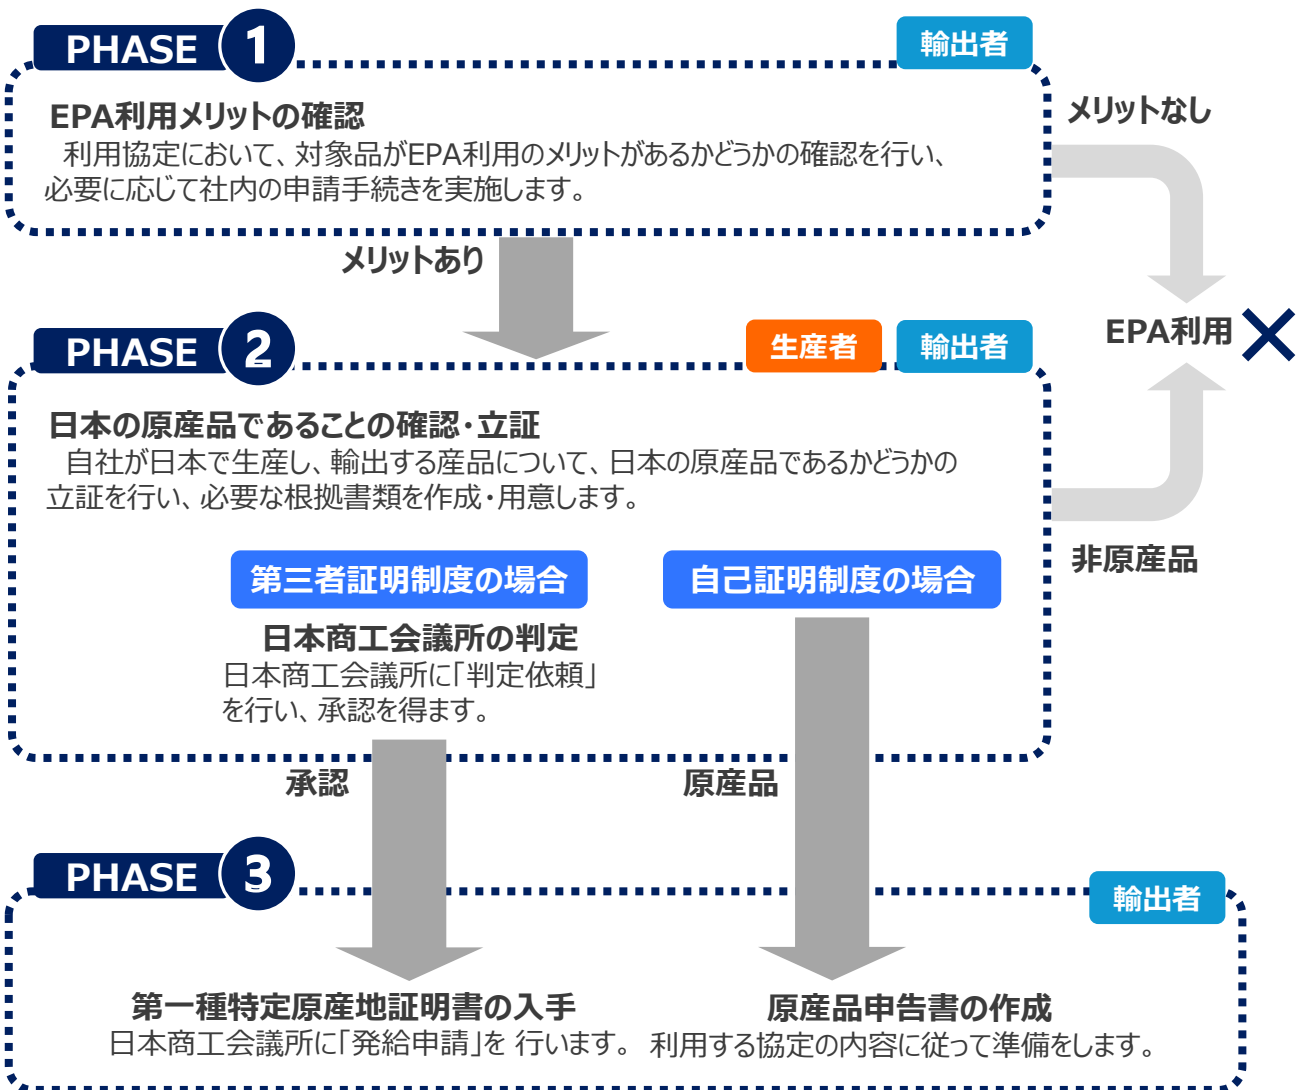 PHASE 1
輸出者
EPA利用メリットの確認
利用協定において、対象品がEPA利用のメリットがあるかどうかの確認を行い、
必要に応じて社内の申請手続きを実施します。
メリットなし
メリットあり
EPA利用
PHASE 2
生産者
輸出者
日本の原産品であることの確認・立証
自社が日本で生産し、輸出する産品について、日本の原産品であるかどうかの
立証を行い、必要な根拠書類を作成・用意します。
非原産品
第三者証明制度の場合
日本商工会議所の判定
日本商工会議所に「判定依頼」
を行い、承認を得ます。
自己証明制度の場合
承認
原産品
PHASE 3
輸出者
第一種特定原産地証明書の入手
日本商工会議所に「発給申請」を 行います。
原産品申告書の作成
利用する協定の内容に従って準備をします。